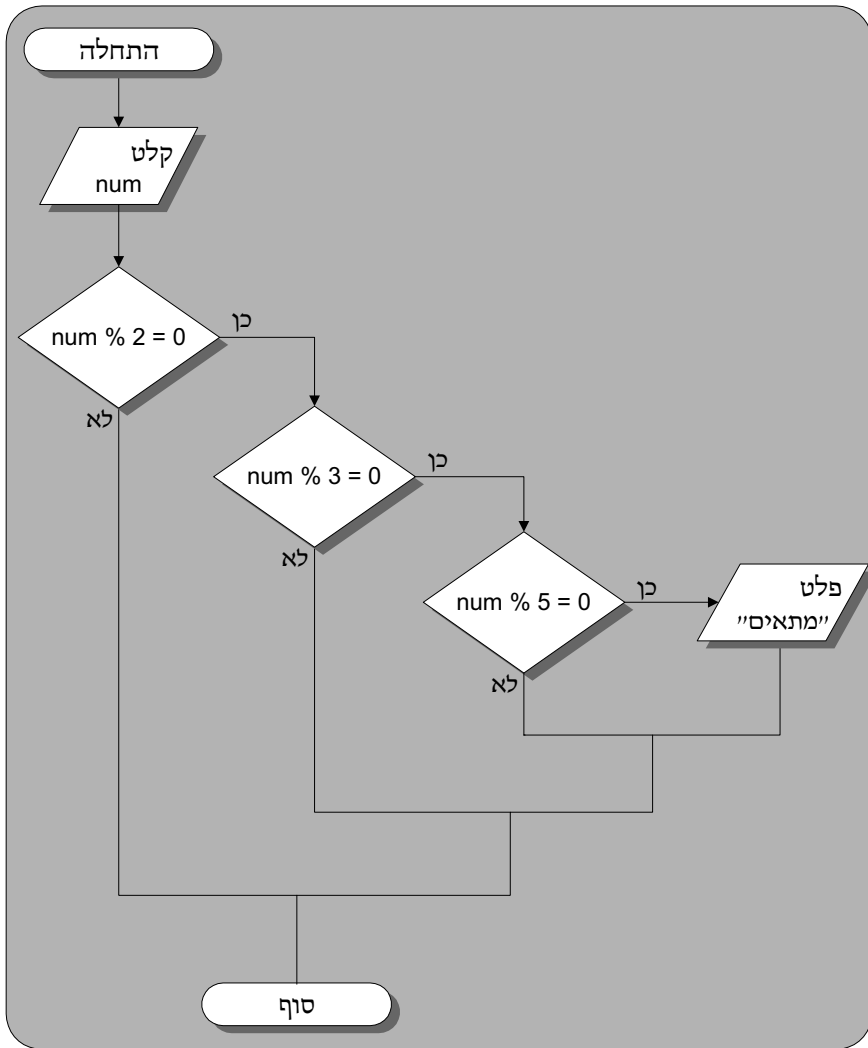 התחלה
קלט
num
num % 2 = 0
כן
לא
num % 3 = 0
כן
לא
num % 5 = 0
כן
לא
פלט
"מתאים"
סוף